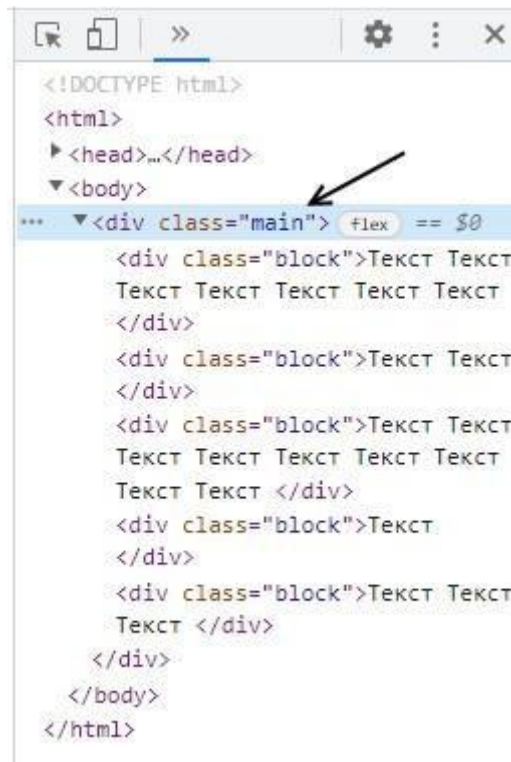 <!DOCTYPE html>
<html>
<head>…</head>
<body>
<div class="main"> flex == $0
<div class="block">Текст Текст
Текст Текст Текст Текст Текст
</div>
<div class="block">Текст Текст
</div>
<div class="block">Текст Текст
Текст Текст Текст Текст Текст
Текст Текст </div>
<div class="block">Текст
</div>
<div class="block">Текст Текст
Текст </div>
</div>
</body>
</html>